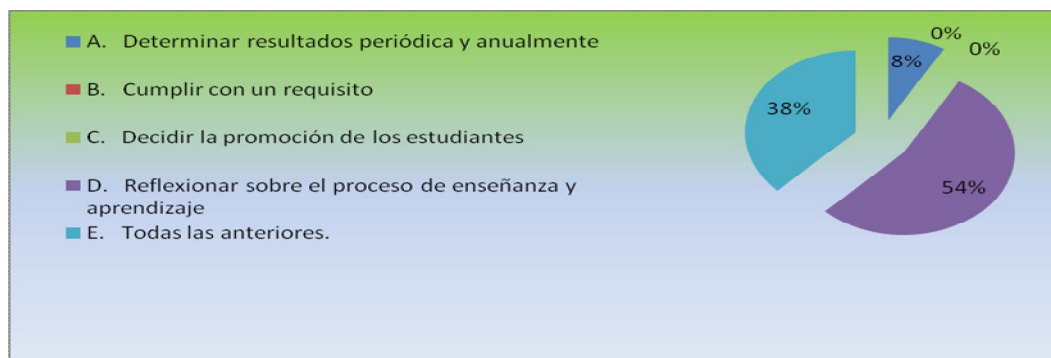 A. Determinar resultados periódica y anualmente
B. Cumplir con un requisito
C. Decidir la promoción de los estudiantes
D. Reflexionar sobre el proceso de enseñanza y
aprendizaje
E. Todas las anteriores.
0%
0%
8%
38%
54%